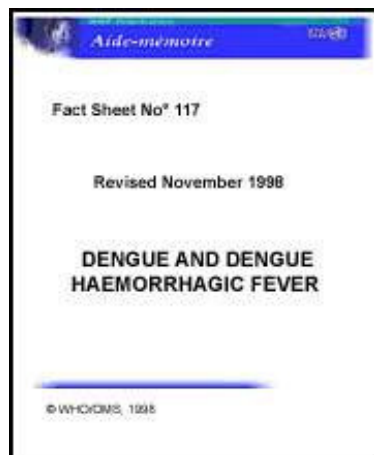 Aide-mémoire
Fact Sheet Nº 117
Revised November 1998
DENGUE AND DENGUE
HAEMORRHAGIC FEVER
© WHO/OMS, 1998